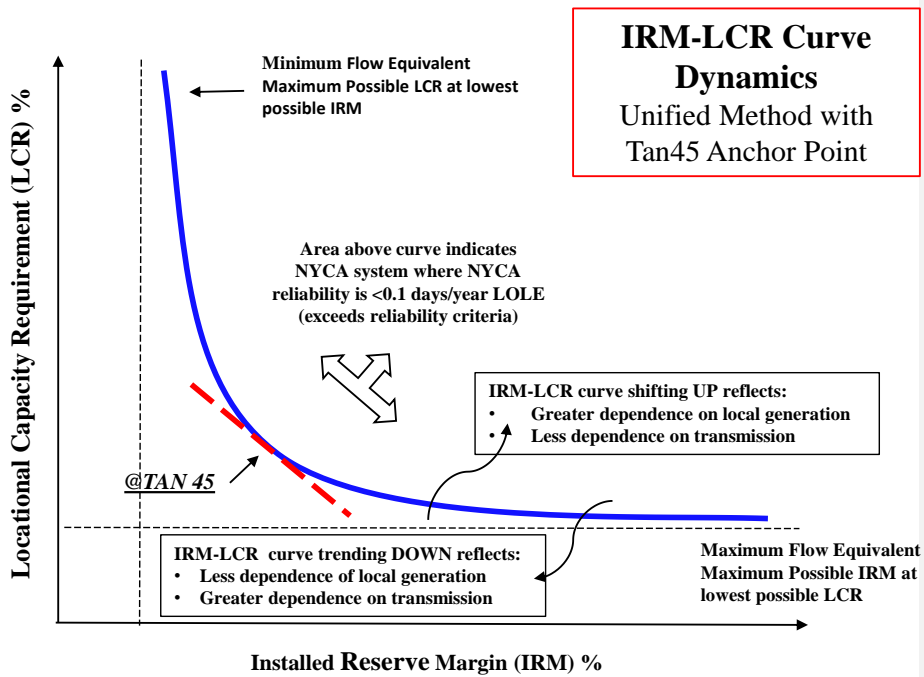 IRM-LCR Curve
Dynamics
Unified Method with
Tan45 Anchor Point
Minimum Flow Equivalent
Maximum Possible LCR at lowest
possible IRM
Locational Capacity Requirement (LCR) %
Area above curve indicates
NYCA system where NYCA
reliability is <0.1 days/year LOLE
(exceeds reliability criteria)
IRM-LCR curve shifting UP reflects:
• Greater dependence on local generation
• Less dependence on transmission
@TAN 45
IRM-LCR curve trending DOWN reflects:
• Less dependence of local generation
• Greater dependence on transmission
Maximum Flow Equivalent
Maximum Possible IRM at
lowest possible LCR
Installed Reserve Margin (IRM) %